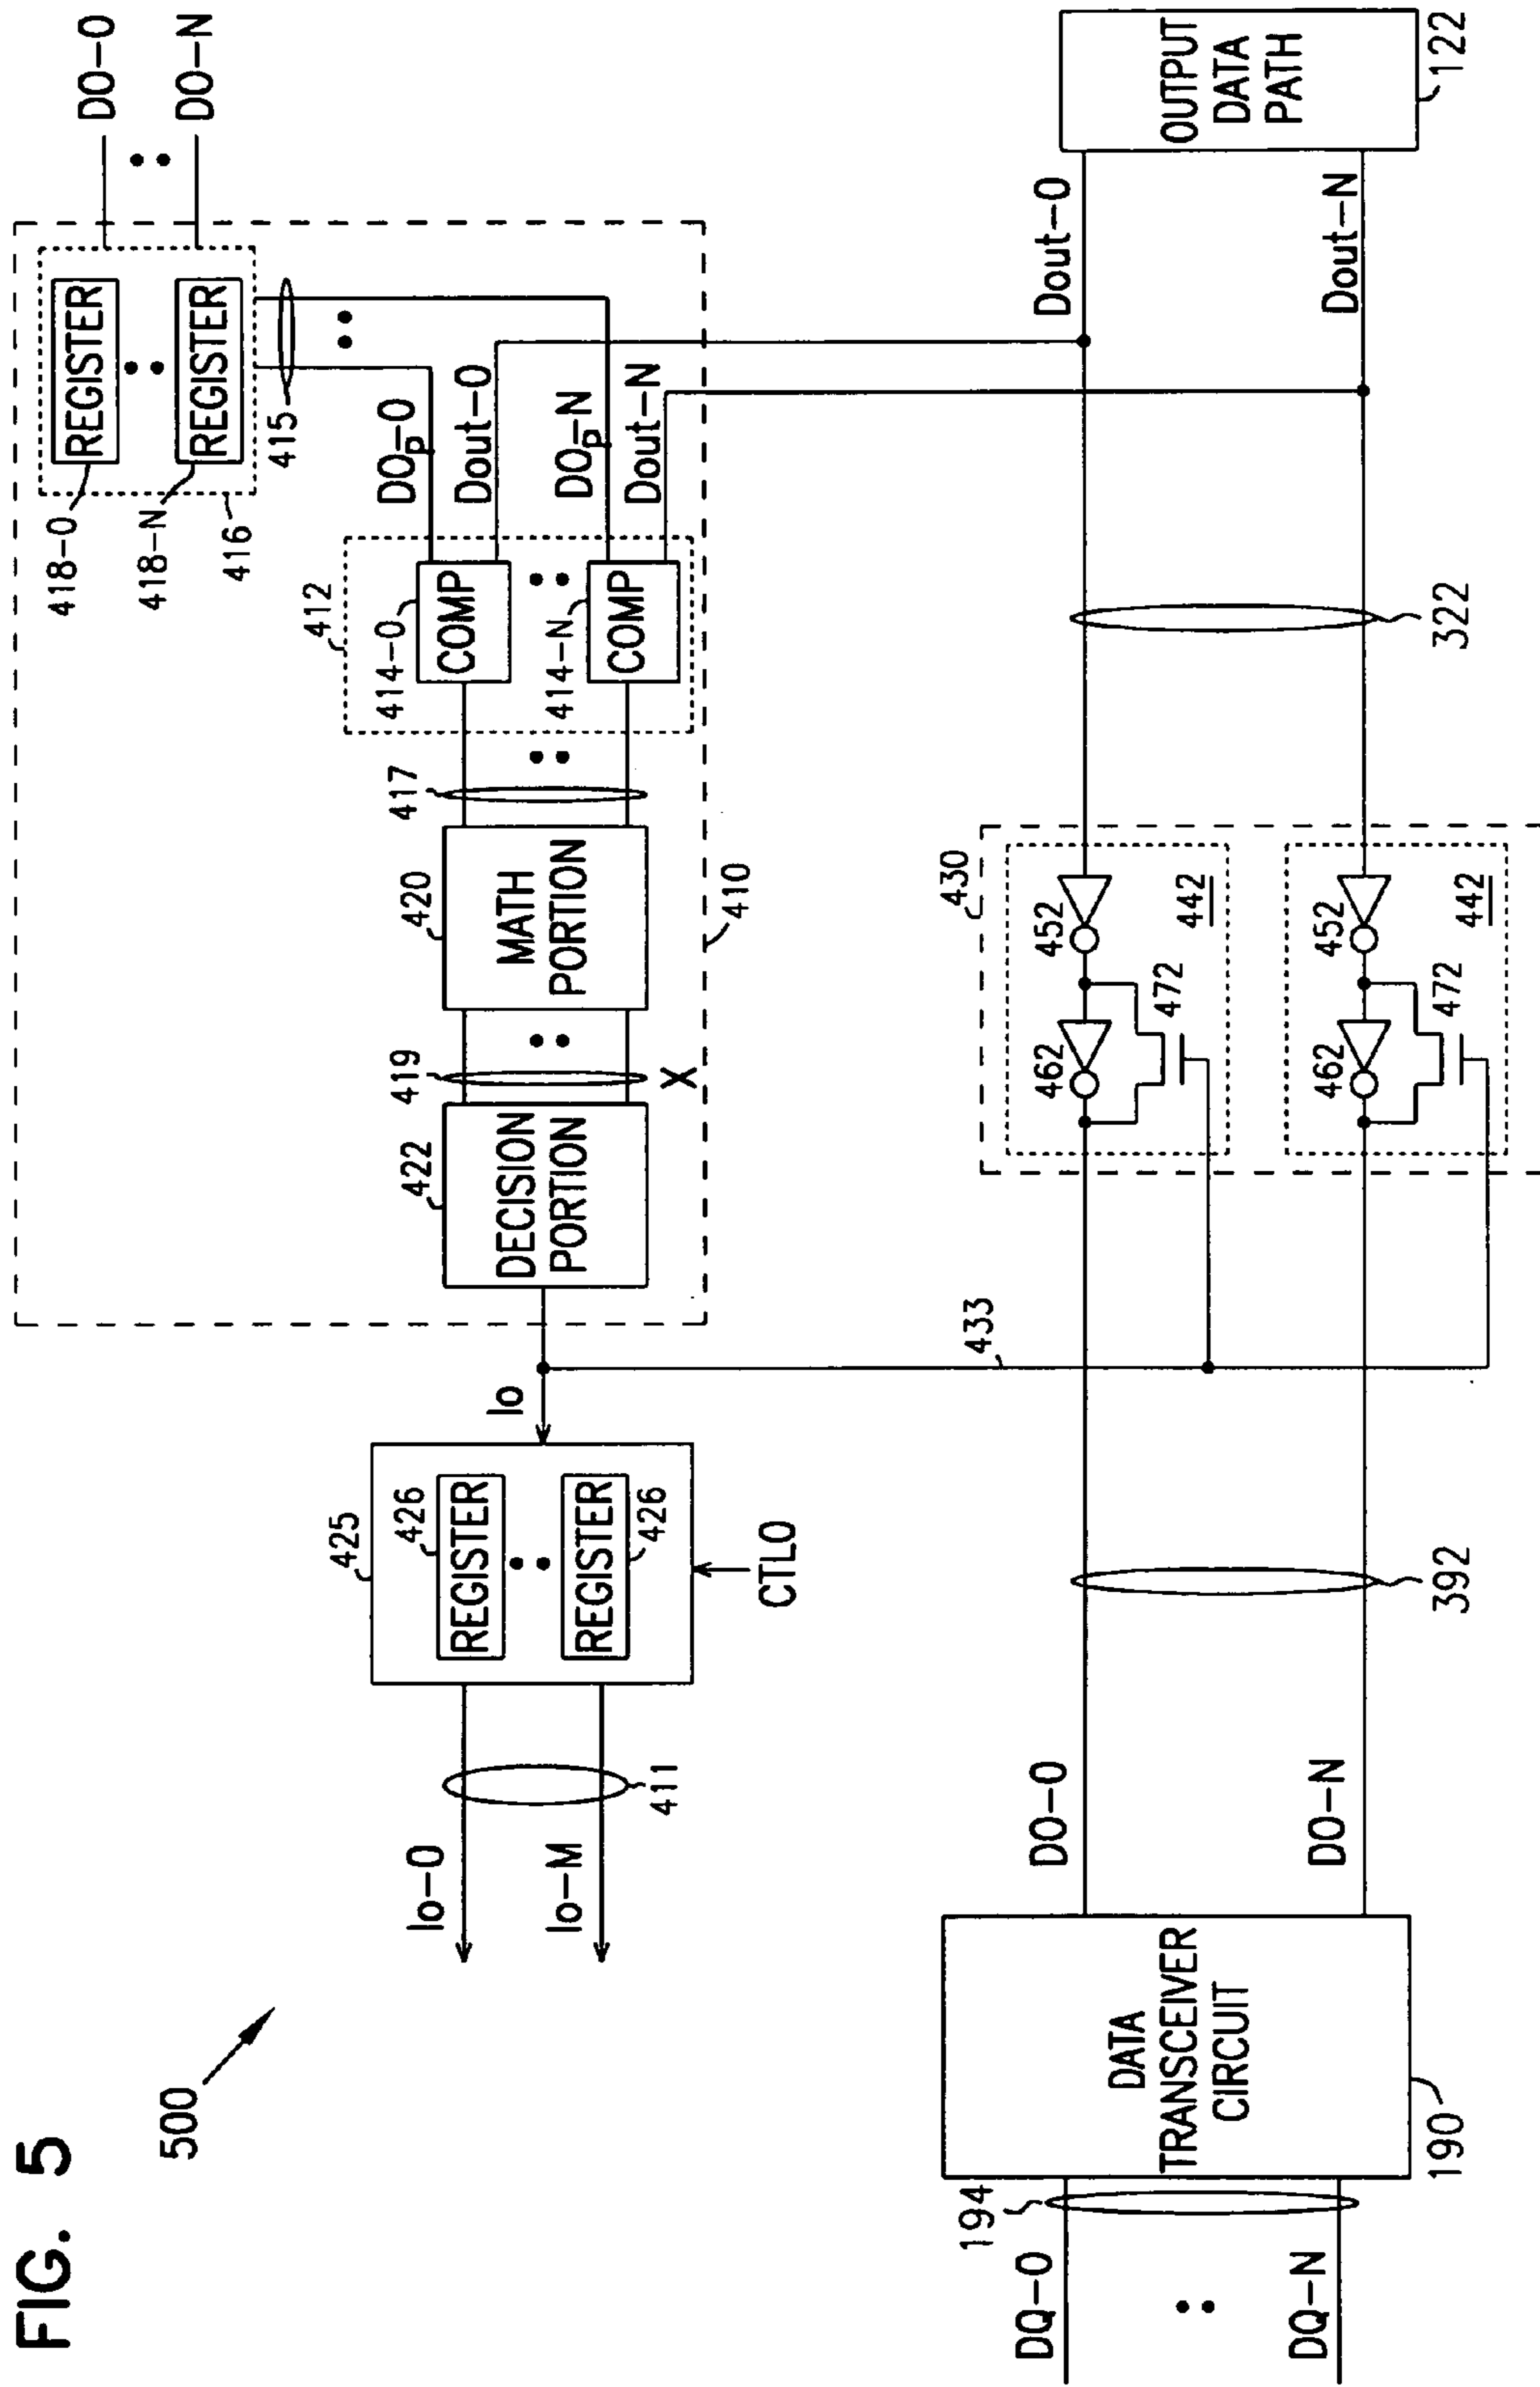 FIG. 5
500
DO-0
DO-N
REGISTER
REGISTER
418-0
418-N
416
415
DOp-0
Dout-0
DOp-N
Dout-N
412
414-0
COMP
414-N
COMP
417
420
MATH
PORTION
410
419
X
422
DECISION
PORTION
Io
433
425
426
REGISTER
REGISTER
426
CTLO
Io-0
Io-M
411
OUTPUT
DATA
PATH
122
Dout-0
Dout-N
322
430
452
462
472
442
452
462
472
442
392
DO-0
DO-N
DATA
TRANSCEIVER
CIRCUIT
190
194
DQ-0
DQ-N